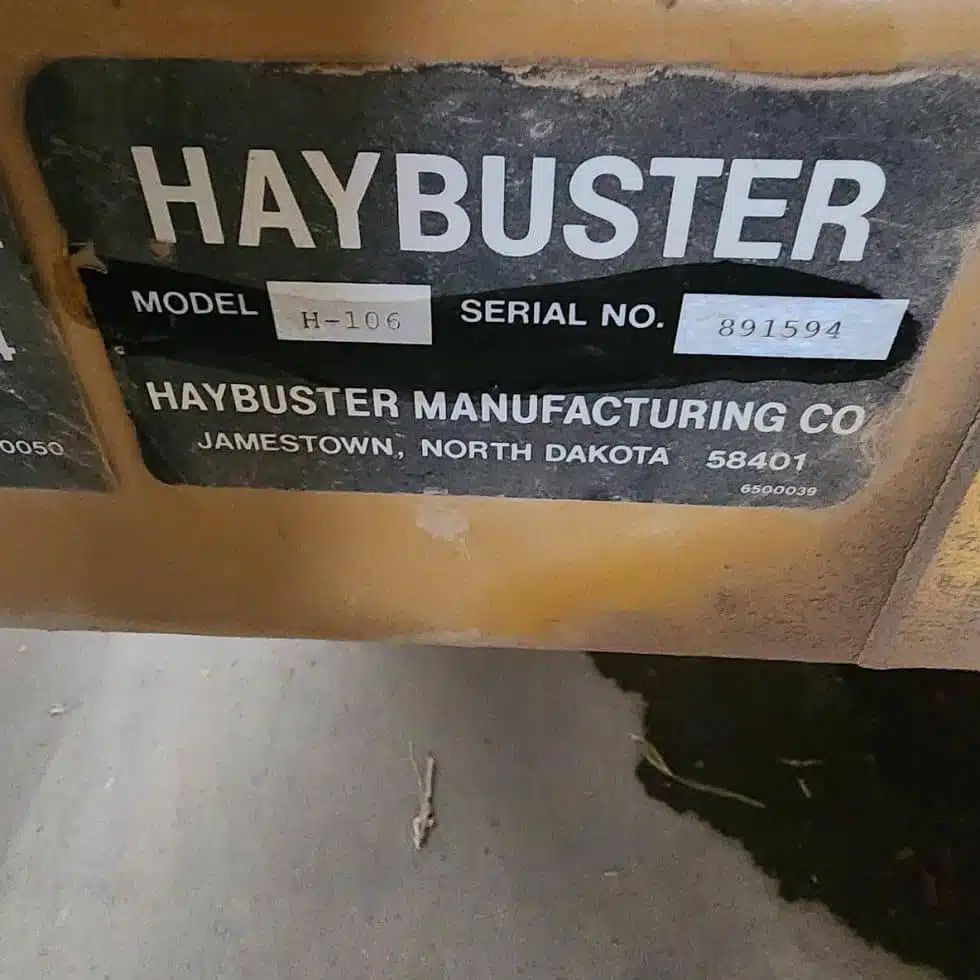 HAYBUSTER
MODEL H-106 SERIAL NO. 891594
HAYBUSTER MANUFACTURING CO
JAMESTOWN, NORTH DAKOTA 58401
6500039
0050